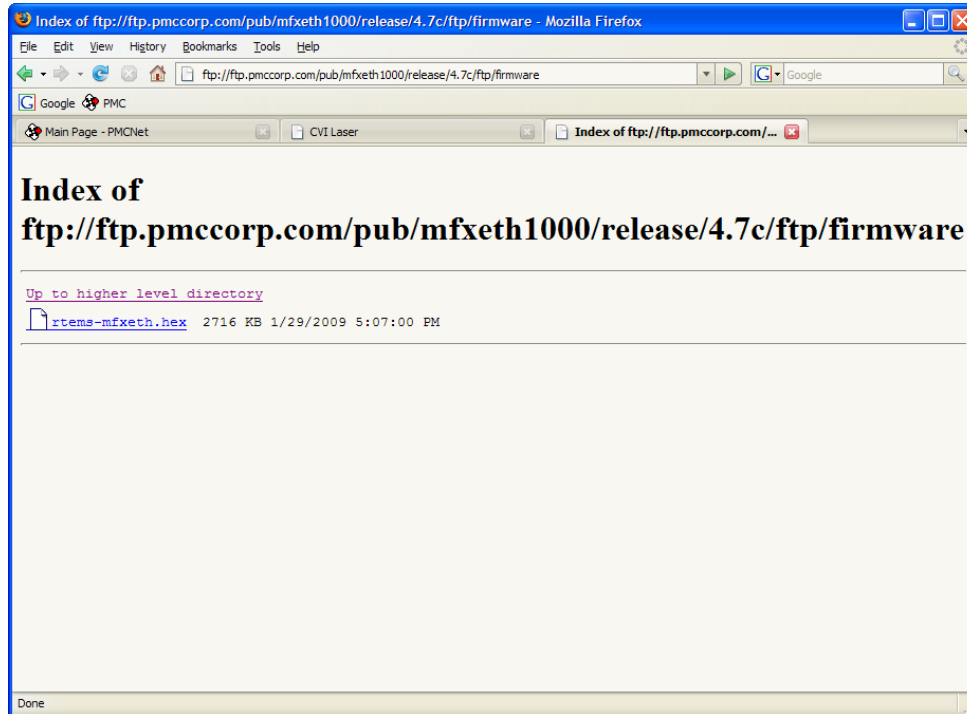 Index of ftp://ftp.pmccorp.com/pub/mfxeth1000/release/4.7c/ftp/firmware - Mozilla Firefox
File Edit View History Bookmarks Tools Help
ftp://ftp.pmccorp.com/pub/mfxeth1000/release/4.7c/ftp/firmware G Google
G Google PMC
Main Page - PMCNet CVI Laser Index of ftp://ftp.pmccorp.com/...
Index of
ftp://ftp.pmccorp.com/pub/mfxeth1000/release/4.7c/ftp/firmware
Up to higher level directory
rtems-mfxeth.hex 2716 KB 1/29/2009 5:07:00 PM
Done